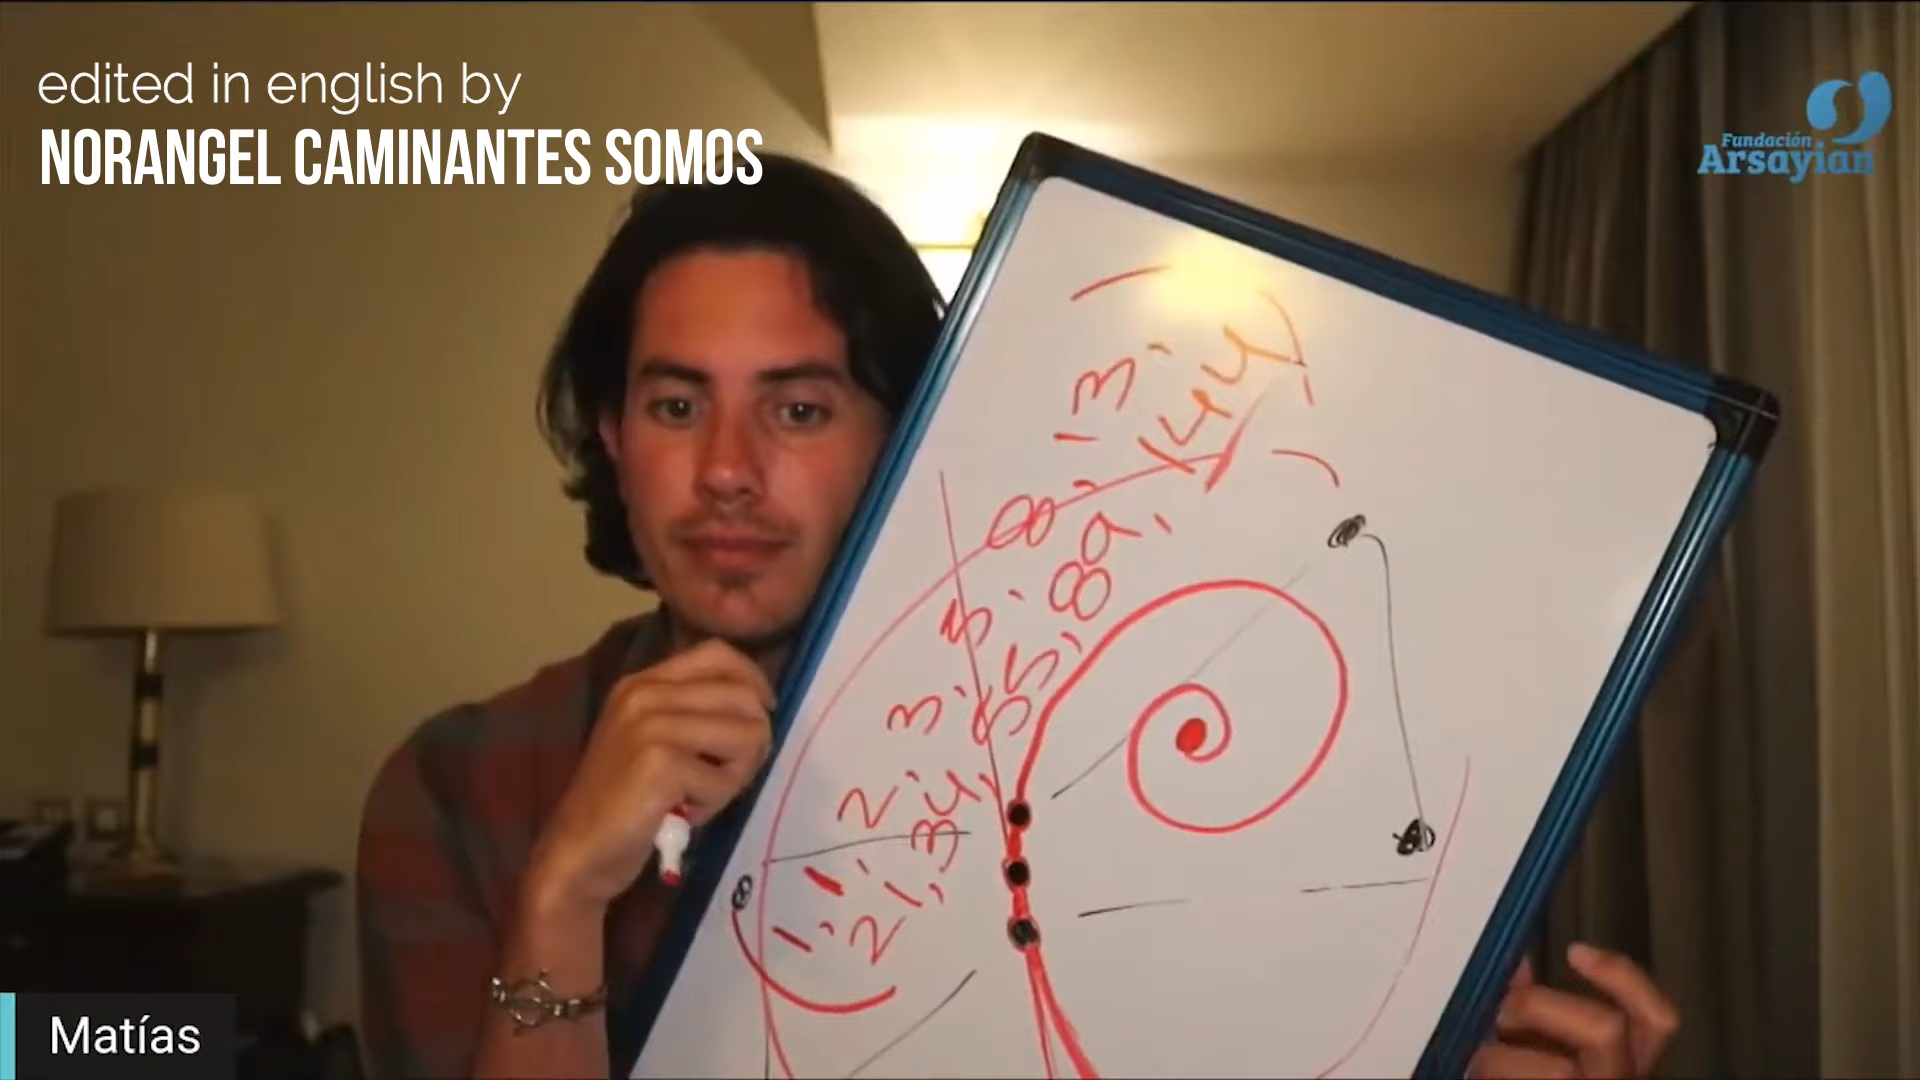 edited in english by
NORANGEL CAMINANTES SOMOS
Fundación
Arsayian
1, 1, 2, 3, 5, 8, 13,
21, 34, 55, 89, 144
Matías